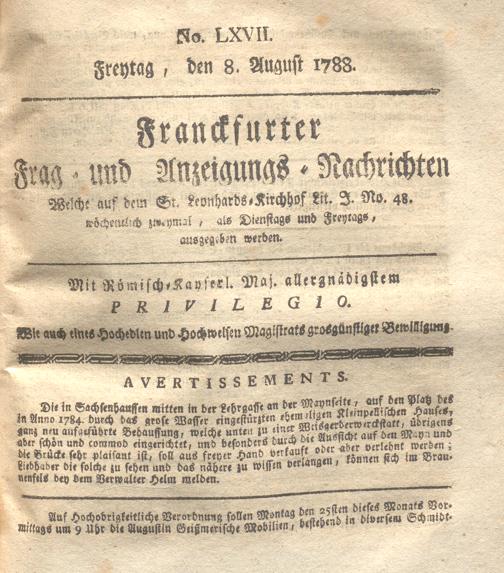 No. LXVII.
Freytag, den 8. August 1788.
Franckfurter
Frag- und Anzeigungs-Nachrichten
Welche auf dem St. Leonhards-Kirchhof Lit. J. No. 48.
wöchentlich zweymal, als Dienstags und Freytags,
ausgegeben werden.
Mit Römisch-Kayserl. Maj. allergnädigstem
PRIVILEGIO.
Wie auch eines Hochedlen und Hochweisen Magistrats grosgünstiger Bewilligung.
AVERTISSEMENTS.
Die in Sachsenhaussen mitten in der Lehrgasse an der Maynseite, auf den Platz des
in Anno 1784. durch das grose Wasser eingestürzten ehemaligen Kleinpellischen Hauses,
ganz neu aufgeführte Behaussung, welche unten zu einer Weisgerberwerckstatt, übrigens
aber schön und commod eingerichtet, und besonders durch die Aussicht auf den Mayn und
die Brücke sehr plaisant ist, soll aus freyer Hand verkauft oder aber verlehnt werden;
Liebhaber die solche zu sehen und das nähere zu wissen verlangen, können sich im Brau-
nenfels bey dem Verwalter Helm melden.
Auf Hochobrigkeitliche Verordnung sollen Montag den 25sten dieses Monats Vor-
mittags um 9 Uhr die Augustin Geißmerische Mobilien, bestehend in diversem Schmidt-